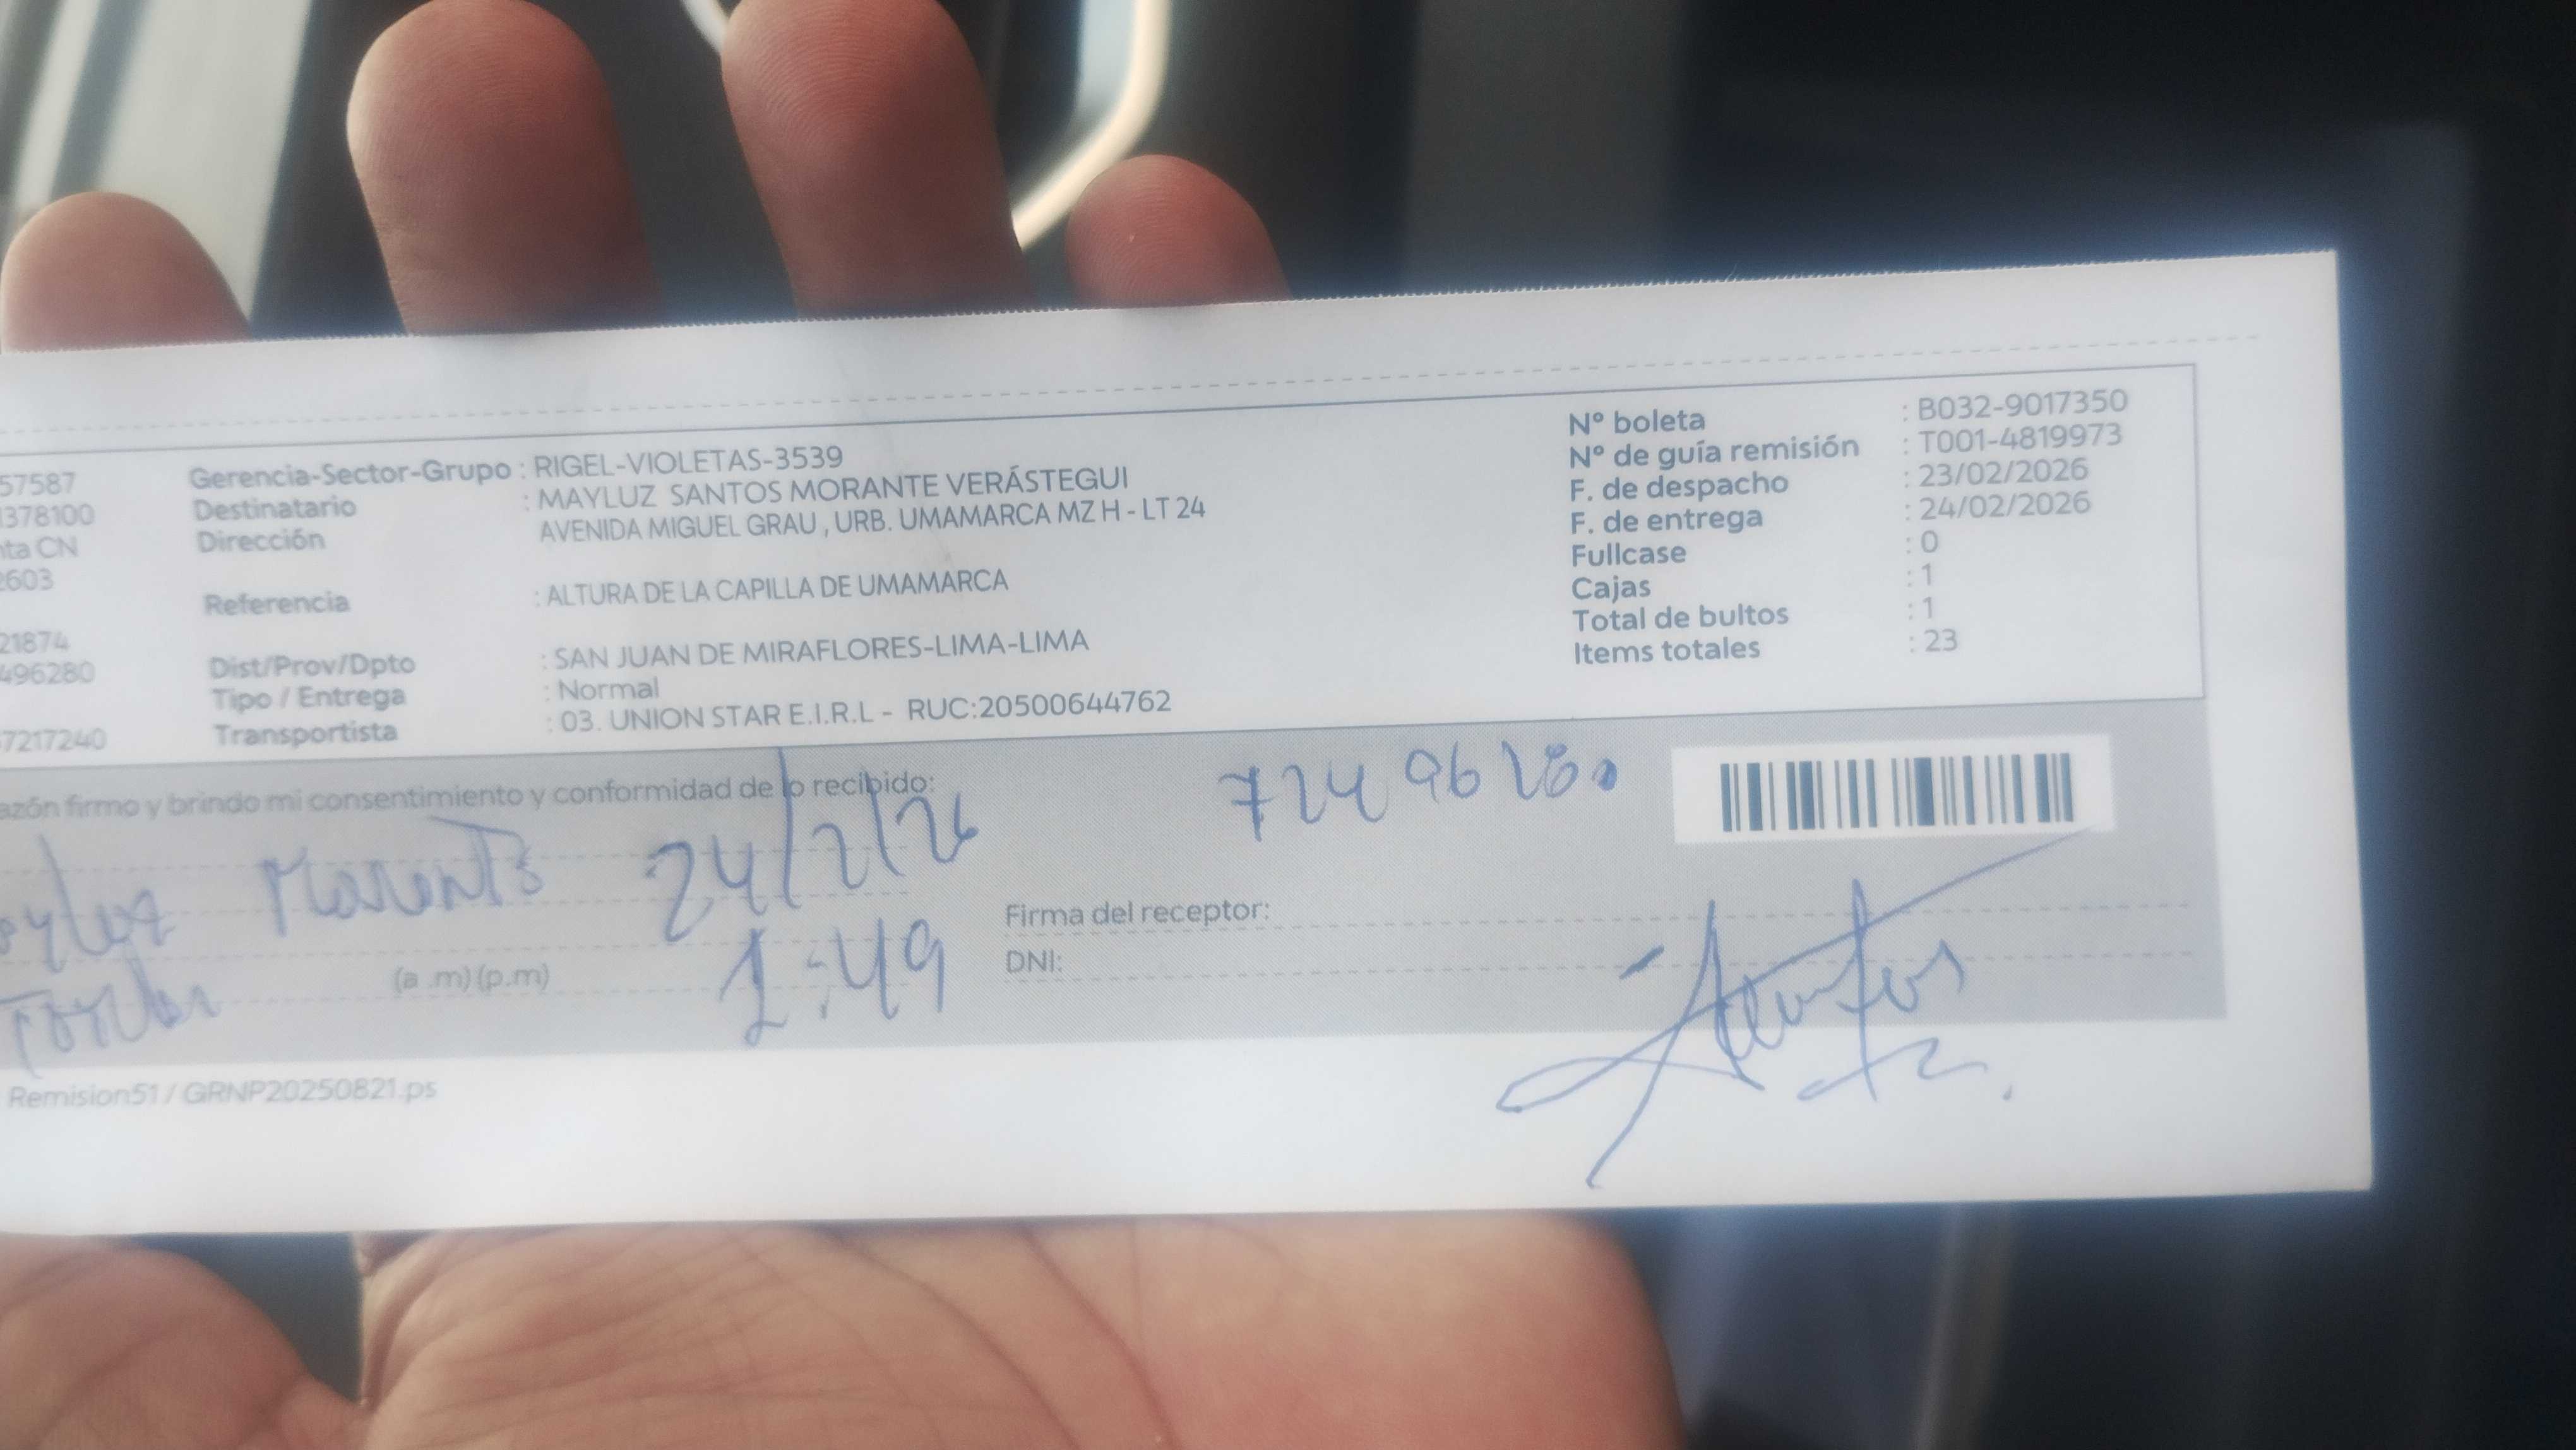 57587 Gerencia-Sector-Grupo : RIGEL-VIOLETAS-3539
378100 Destinatario : MAYLUZ SANTOS MORANTE VERÁSTEGUI
nta CN Dirección AVENIDA MIGUEL GRAU , URB. UMAMARCA MZ H - LT 24
2603 Referencia : ALTURA DE LA CAPILLA DE UMAMARCA
21874 Dist/Prov/Dpto : SAN JUAN DE MIRAFLORES-LIMA-LIMA
496280 Tipo / Entrega : Normal
7217240 Transportista : 03. UNION STAR E.I.R.L - RUC:20500644762
Nº boleta : B032-9017350
Nº de guía remisión : T001-4819973
F. de despacho : 23/02/2026
F. de entrega : 24/02/2026
Fullcase : 0
Cajas : 1
Total de bultos : 1
Items totales : 23
azón firmo y brindo mi consentimiento y conformidad de lo recibido: 72496280
Morante 24/2/26
Firma del receptor:
(a .m) (p.m) 1:49
DNI:
Remision51 / GRNP20250821.ps